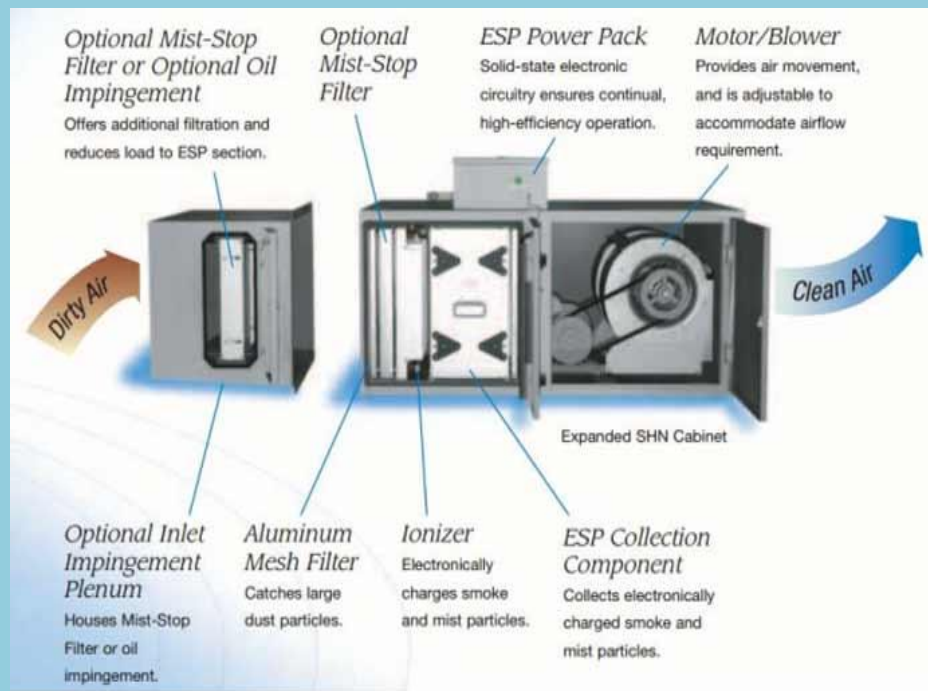 Optional Mist-Stop
Filter or Optional Oil
Impingement
Offers additional filtration and
reduces load to ESP section.
Optional
Mist-Stop
Filter
ESP Power Pack
Solid-state electronic
circuitry ensures continual,
high-efficiency operation.
Motor/Blower
Provides air movement,
and is adjustable to
accommodate airflow
requirement.
Dirty Air
Clean Air
Expanded SHN Cabinet
Optional Inlet
Impingement
Plenum
Houses Mist-Stop
Filter or oil
impingement.
Aluminum
Mesh Filter
Catches large
dust particles.
Ionizer
Electronically
charges smoke
and mist particles.
ESP Collection
Component
Collects electronically
charged smoke and
mist particles.